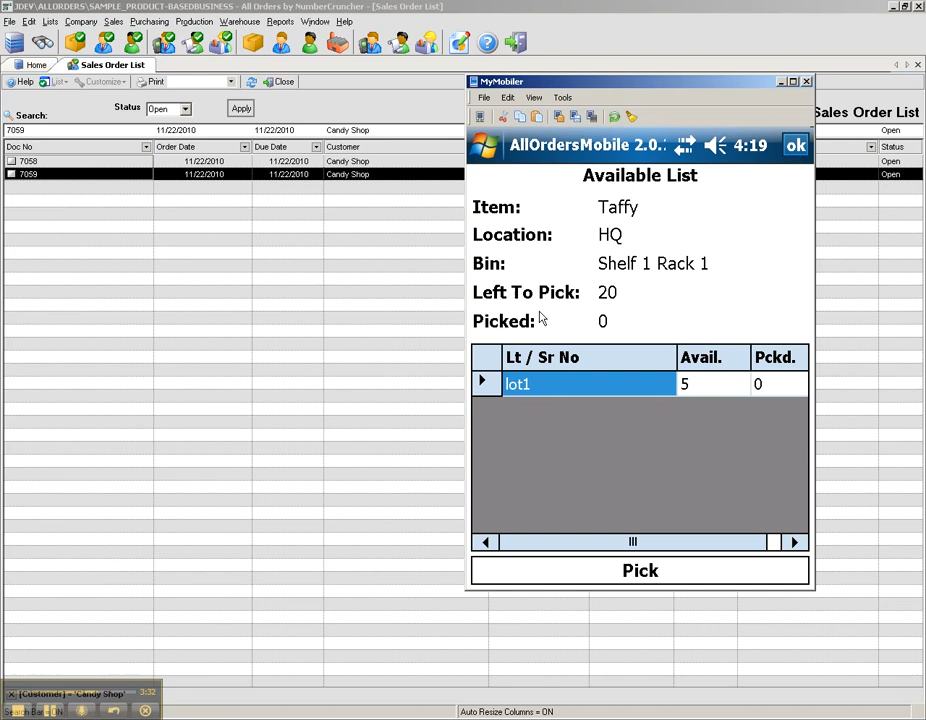 JDEV\ALLORDERS\SAMPLE_PRODUCT-BASEDBUSINESS - All Orders by NumberCruncher - [Sales Order List]
File Edit Lists Company Sales Purchasing Production Warehouse Reports Window Help
Home Sales Order List
Help List Customize Print Close
Search: Status Open Apply Sales Order List
7059 11/22/2010 11/22/2010 Candy Shop Open
Doc No Order Date Due Date Customer Status
7058 11/22/2010 11/22/2010 Candy Shop Open
7059 11/22/2010 11/22/2010 Candy Shop Open
MyMobiler
File Edit View Tools
AllOrdersMobile 2.0.: 4:19 ok
Available List
Item: Taffy
Location: HQ
Bin: Shelf 1 Rack 1
Left To Pick: 20
Picked: 0
Lt / Sr No Avail. Pckd.
lot1 5 0
Pick
[Customer] = 'Candy Shop' 3:32
Auto Resize Columns = ON